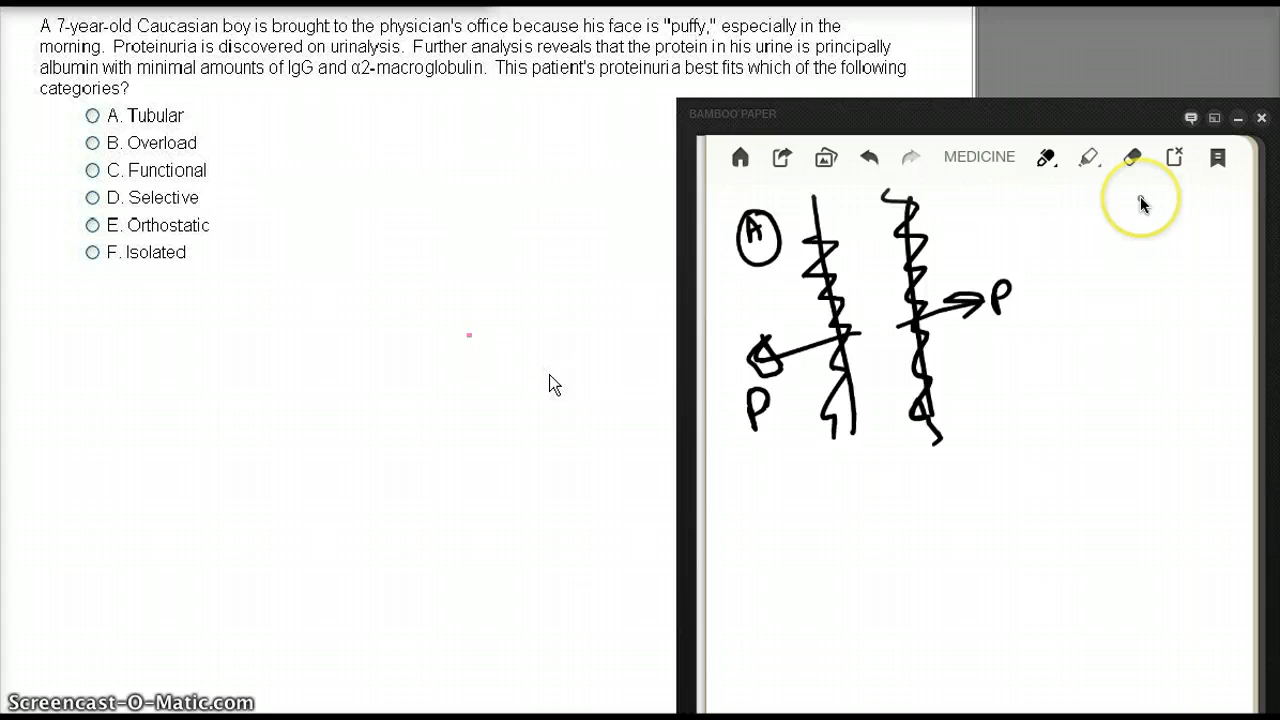 A 7-year-old Caucasian boy is brought to the physician's office because his face is "puffy," especially in the
morning. Proteinuria is discovered on urinalysis. Further analysis reveals that the protein in his urine is principally
albumin with minimal amounts of IgG and α2-macroglobulin. This patient's proteinuria best fits which of the following
categories?
A. Tubular
B. Overload
C. Functional
D. Selective
E. Orthostatic
F. Isolated
BAMBOO PAPER
MEDICINE
A
P
P
Screencast-O-Matic.com